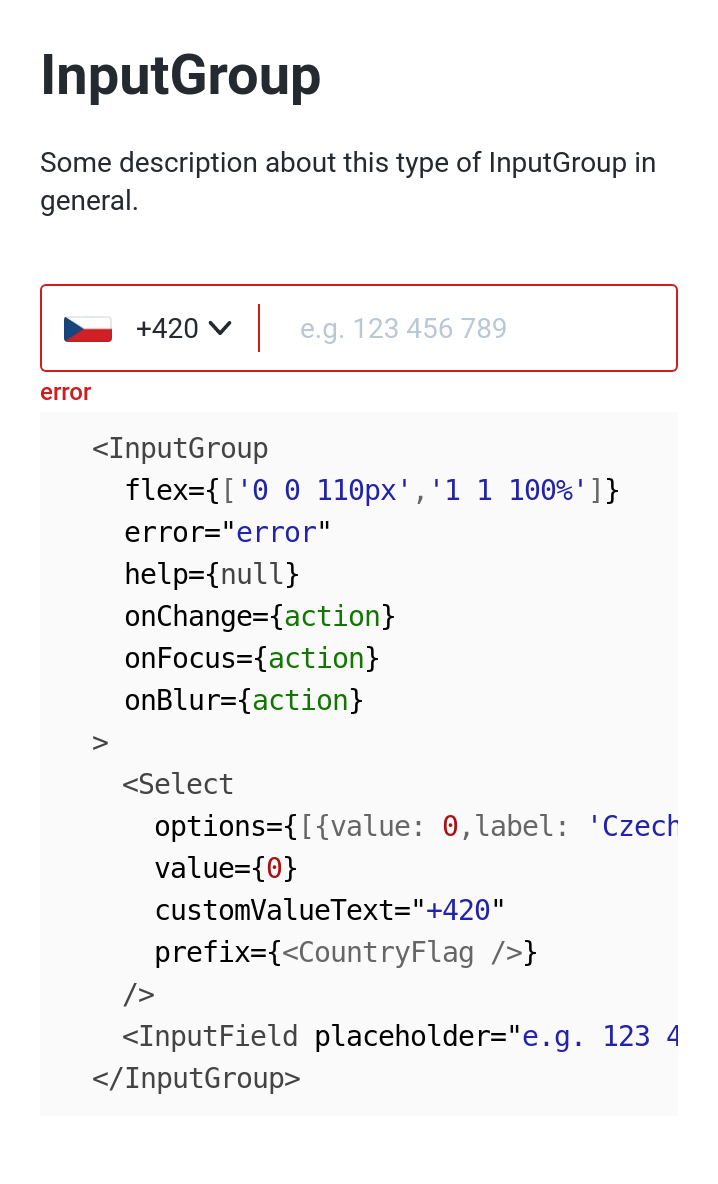 InputGroup
Some description about this type of InputGroup in
general.
+420 e.g. 123 456 789
error
<InputGroup
flex={['0 0 110px','1 1 100%']}
error="error"
help={null}
onChange={action}
onFocus={action}
onBlur={action}
>
<Select
options={[{value: 0,label: 'Czech
value={0}
customValueText="+420"
prefix={<CountryFlag />}
/>
<InputField placeholder="e.g. 123 4
</InputGroup>